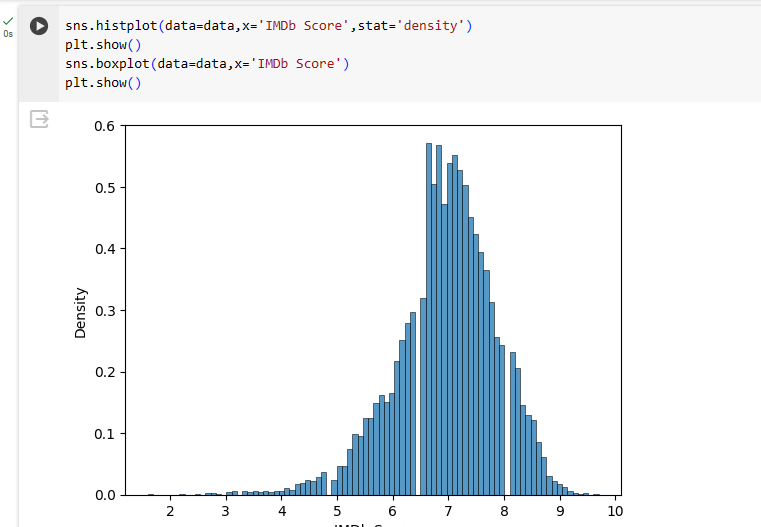 sns.histplot(data=data,x='IMDb Score',stat='density')
plt.show()
sns.boxplot(data=data,x='IMDb Score')
plt.show()
0s
0.6
0.5
0.4
0.3
0.2
0.1
0.0
Density
2 3 4 5 6 7 8 9 10